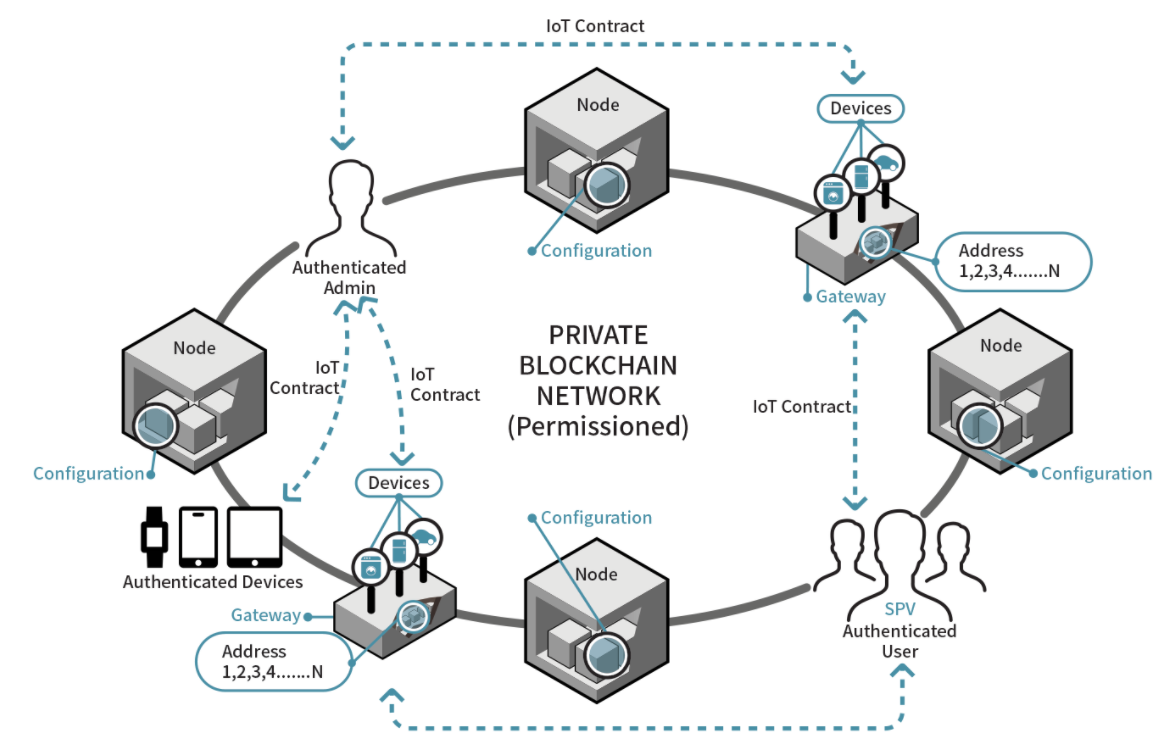 IoT Contract
Node
Devices
Configuration
Address
1,2,3,4.......N
Gateway
Authenticated
Admin
Node
IoT
Contract
IoT
Contract
PRIVATE
BLOCKCHAIN
NETWORK
(Permissioned)
IoT Contract
Node
Configuration
Configuration
Devices
Configuration
Authenticated Devices
Node
Gateway
Address
1,2,3,4.......N
SPV
Authenticated
User